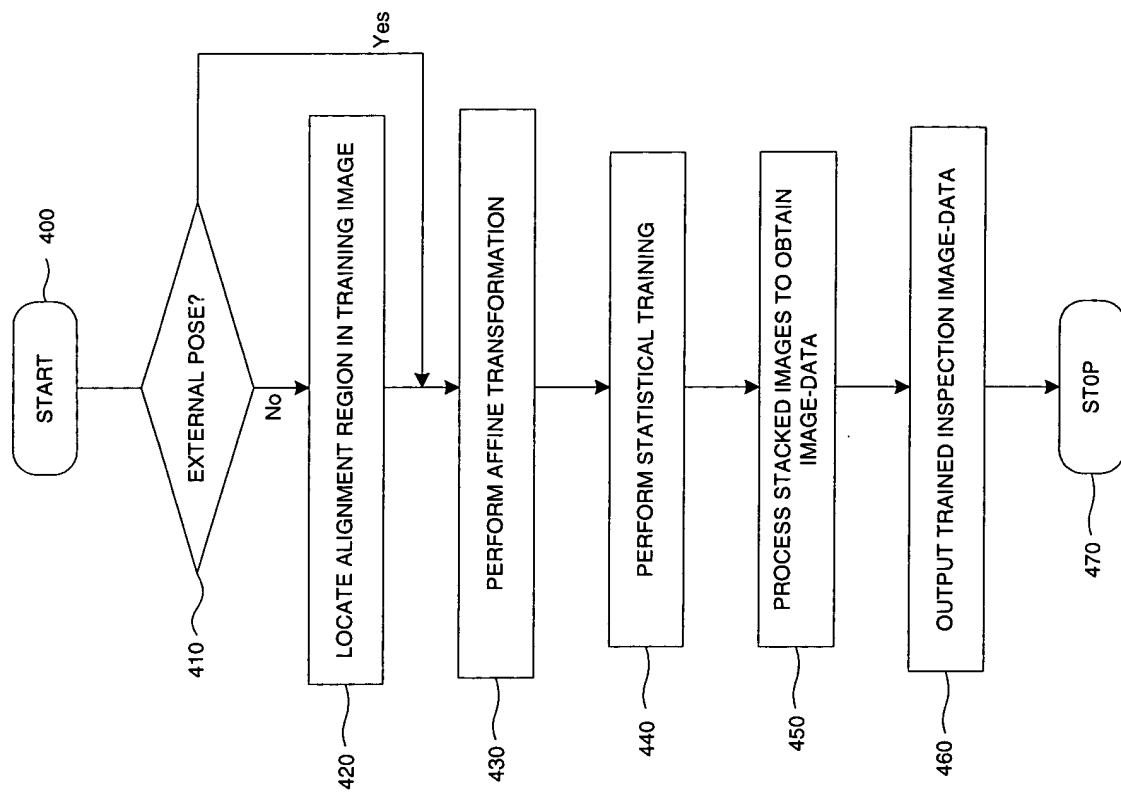 START
400
EXTERNAL POSE?
410
Yes
No
LOCATE ALIGNMENT REGION IN TRAINING IMAGE
420
PERFORM AFFINE TRANSFORMATION
430
PERFORM STATISTICAL TRAINING
440
PROCESS STACKED IMAGES TO OBTAIN
IMAGE-DATA
450
OUTPUT TRAINED INSPECTION IMAGE-DATA
460
ST0P
470